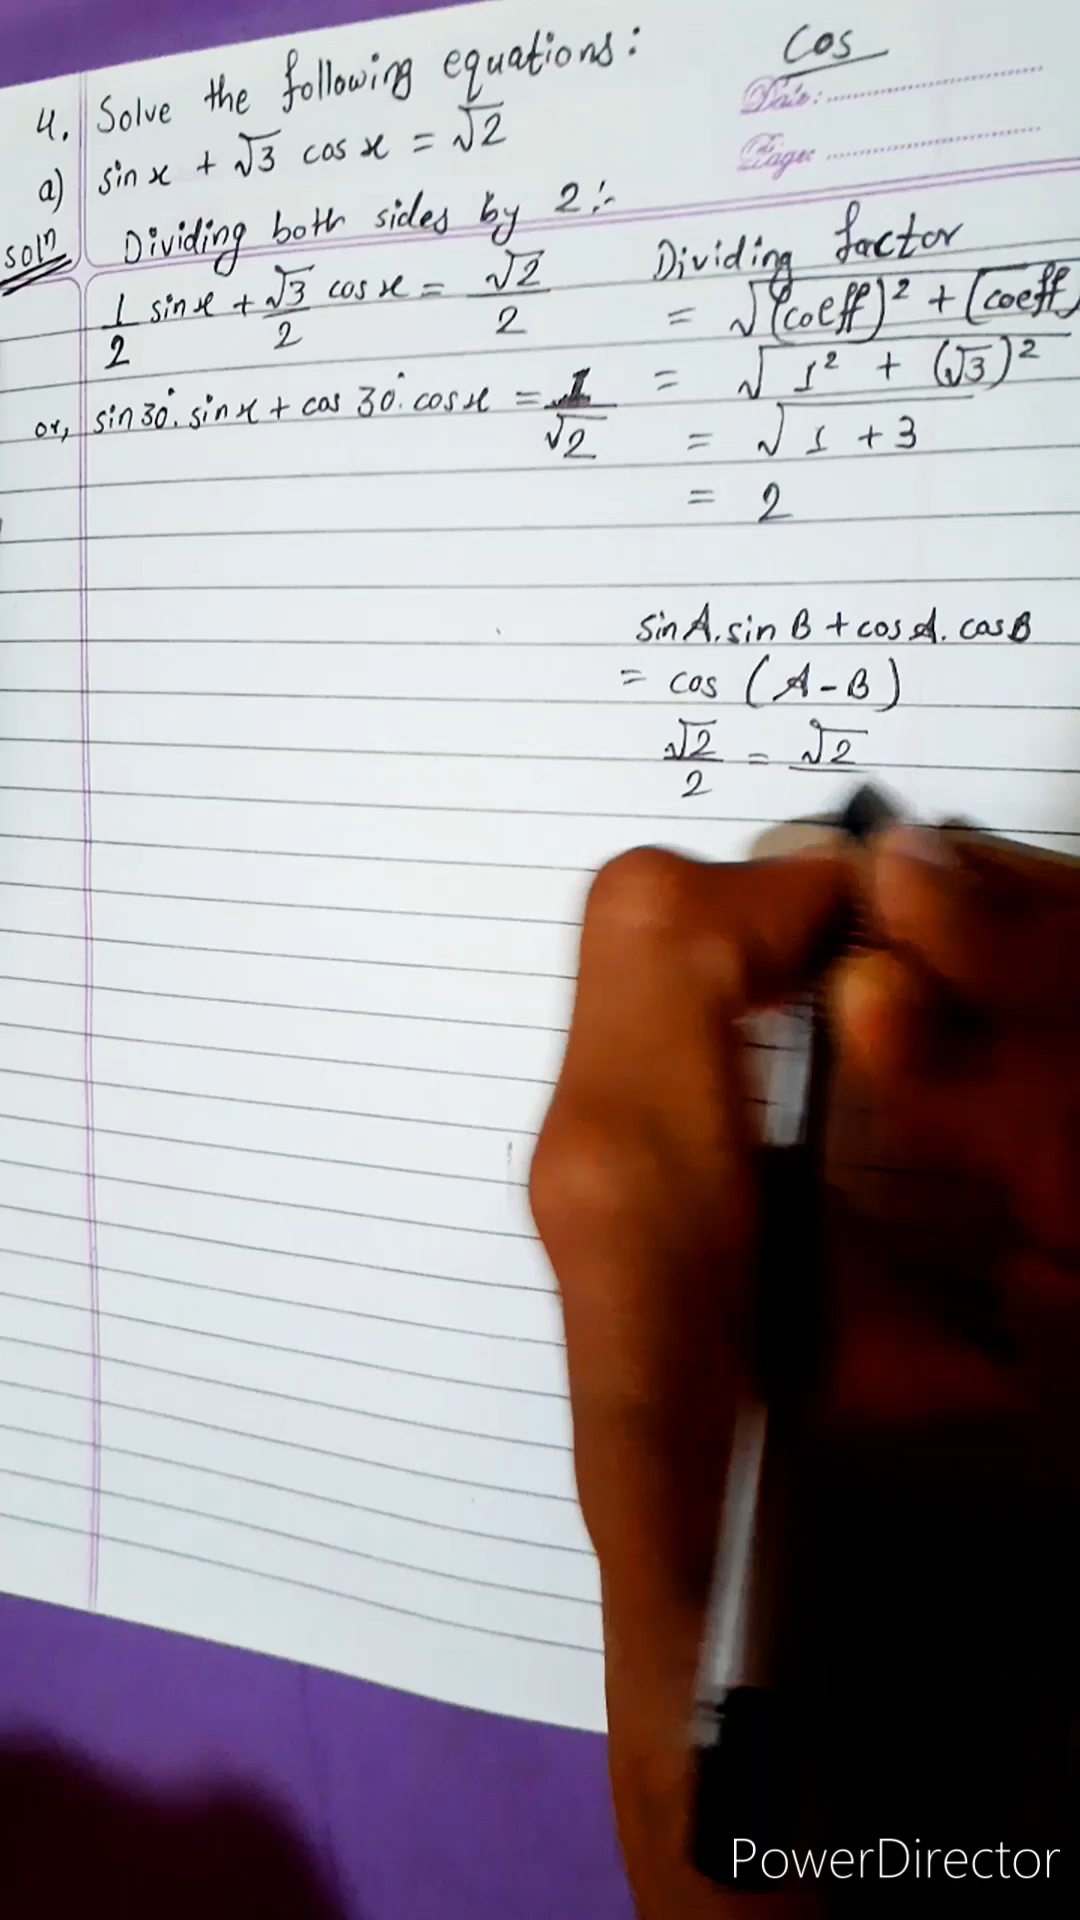 cos
Date:
Page:
4. Solve the following equations:
a) sin x + √3 cos x = √2
solⁿ Dividing both sides by 2:-
1/2 sin x + √3/2 cos x = √2/2
or, sin 30°. sin x + cos 30°. cos x = 1/√2
Dividing factor
= √(coeff)² + (coeff)
= √1² + (√3)²
= √1 + 3
= 2
sin A. sin B + cos A. cos B
= cos (A - B)
√2/2 = √2
PowerDirector